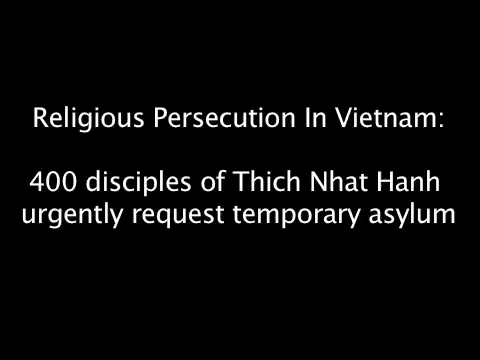 Religious Persecution In Vietnam:
400 disciples of Thich Nhat Hanh
urgently request temporary asylum